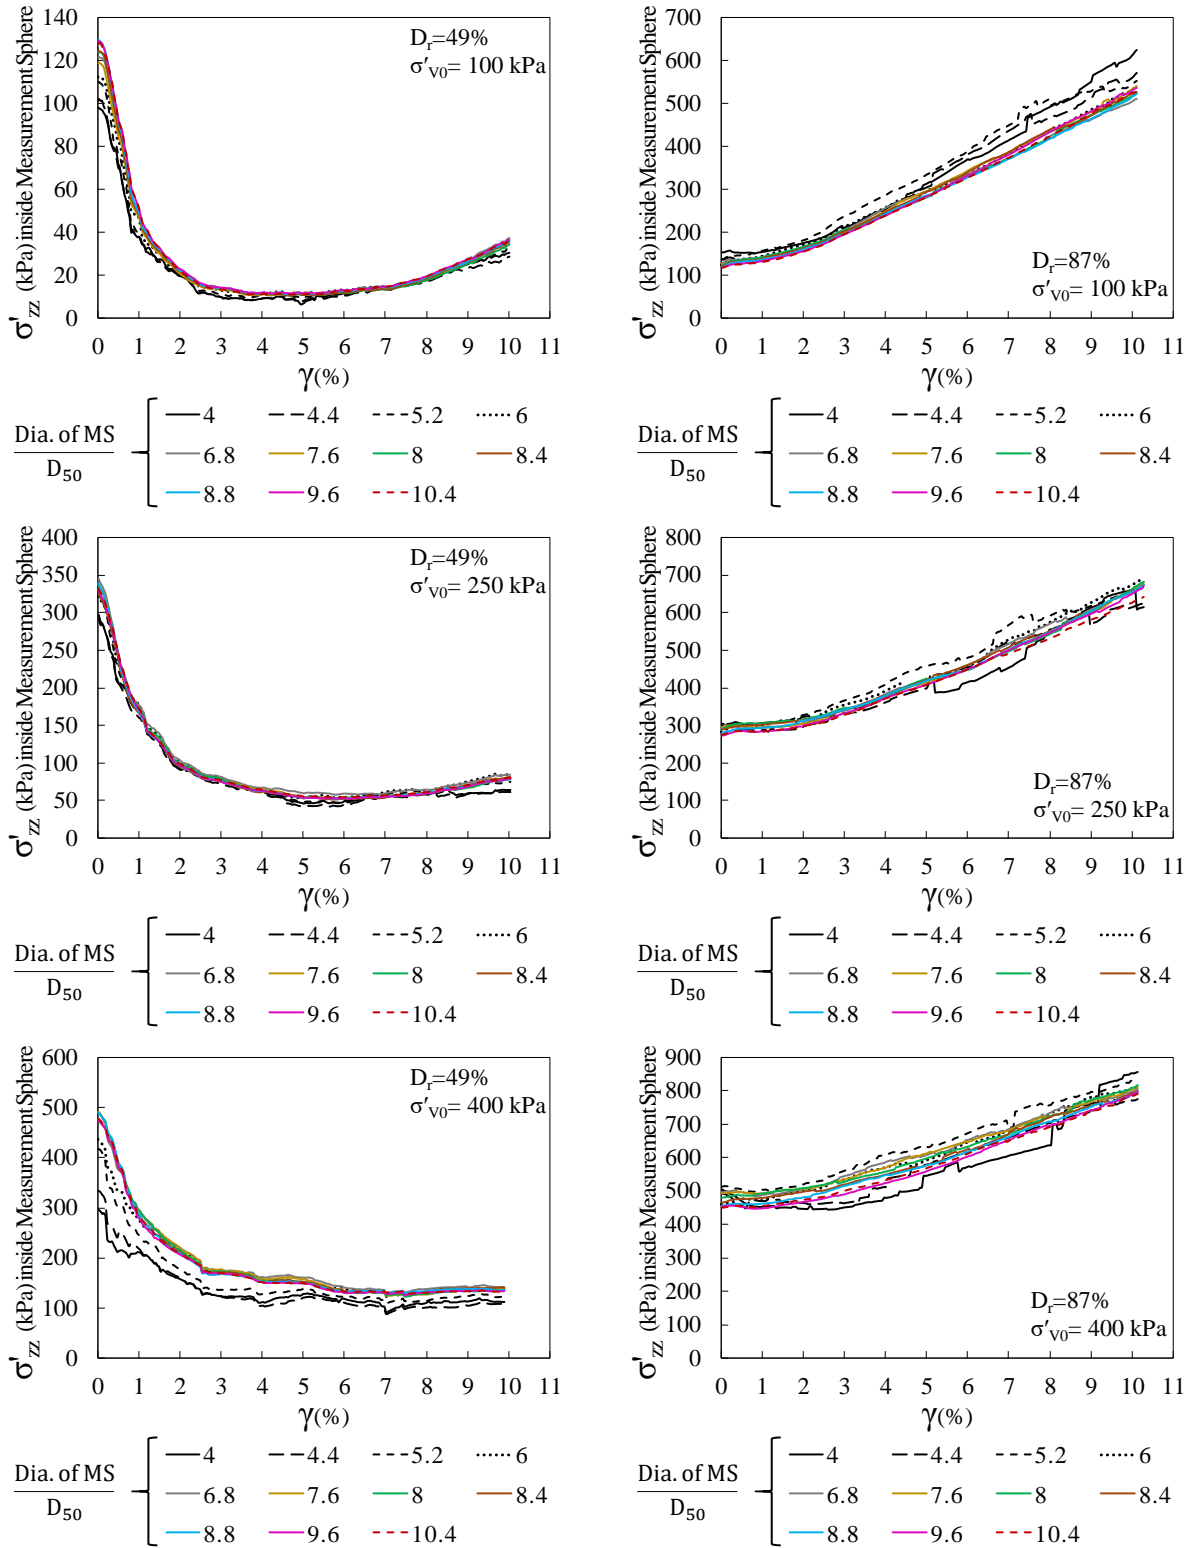 σ'zz (kPa) inside Measurement Sphere
140
120
100
80
60
40
20
0
Dr=49%
σ′V0= 100 kPa
0 1 2 3 4 5 6 7 8 9 10 11
γ(%)
Dia. of MS
D50
4 4.4 5.2 6
6.8 7.6 8 8.4
8.8 9.6 10.4
σ'zz (kPa) inside Measurement Sphere
700
600
500
400
300
200
100
0
Dr=87%
σ′V0= 100 kPa
0 1 2 3 4 5 6 7 8 9 10 11
γ(%)
Dia. of MS
D50
4 4.4 5.2 6
6.8 7.6 8 8.4
8.8 9.6 10.4
σ'zz (kPa) inside Measurement Sphere
400
350
300
250
200
150
100
50
0
Dr=49%
σ′V0= 250 kPa
0 1 2 3 4 5 6 7 8 9 10 11
γ(%)
Dia. of MS
D50
4 4.4 5.2 6
6.8 7.6 8 8.4
8.8 9.6 10.4
σ'zz (kPa) inside Measurement Sphere
800
700
600
500
400
300
200
100
0
Dr=87%
σ′V0= 250 kPa
0 1 2 3 4 5 6 7 8 9 10 11
γ(%)
Dia. of MS
D50
4 4.4 5.2 6
6.8 7.6 8 8.4
8.8 9.6 10.4
σ'zz (kPa) inside Measurement Sphere
600
500
400
300
200
100
0
Dr=49%
σ′V0= 400 kPa
0 1 2 3 4 5 6 7 8 9 10 11
γ(%)
Dia. of MS
D50
4 4.4 5.2 6
6.8 7.6 8 8.4
8.8 9.6 10.4
σ'zz (kPa) inside Measurement Sphere
900
800
700
600
500
400
300
200
100
0
Dr=87%
σ′V0= 400 kPa
0 1 2 3 4 5 6 7 8 9 10 11
γ(%)
Dia. of MS
D50
4 4.4 5.2 6
6.8 7.6 8 8.4
8.8 9.6 10.4